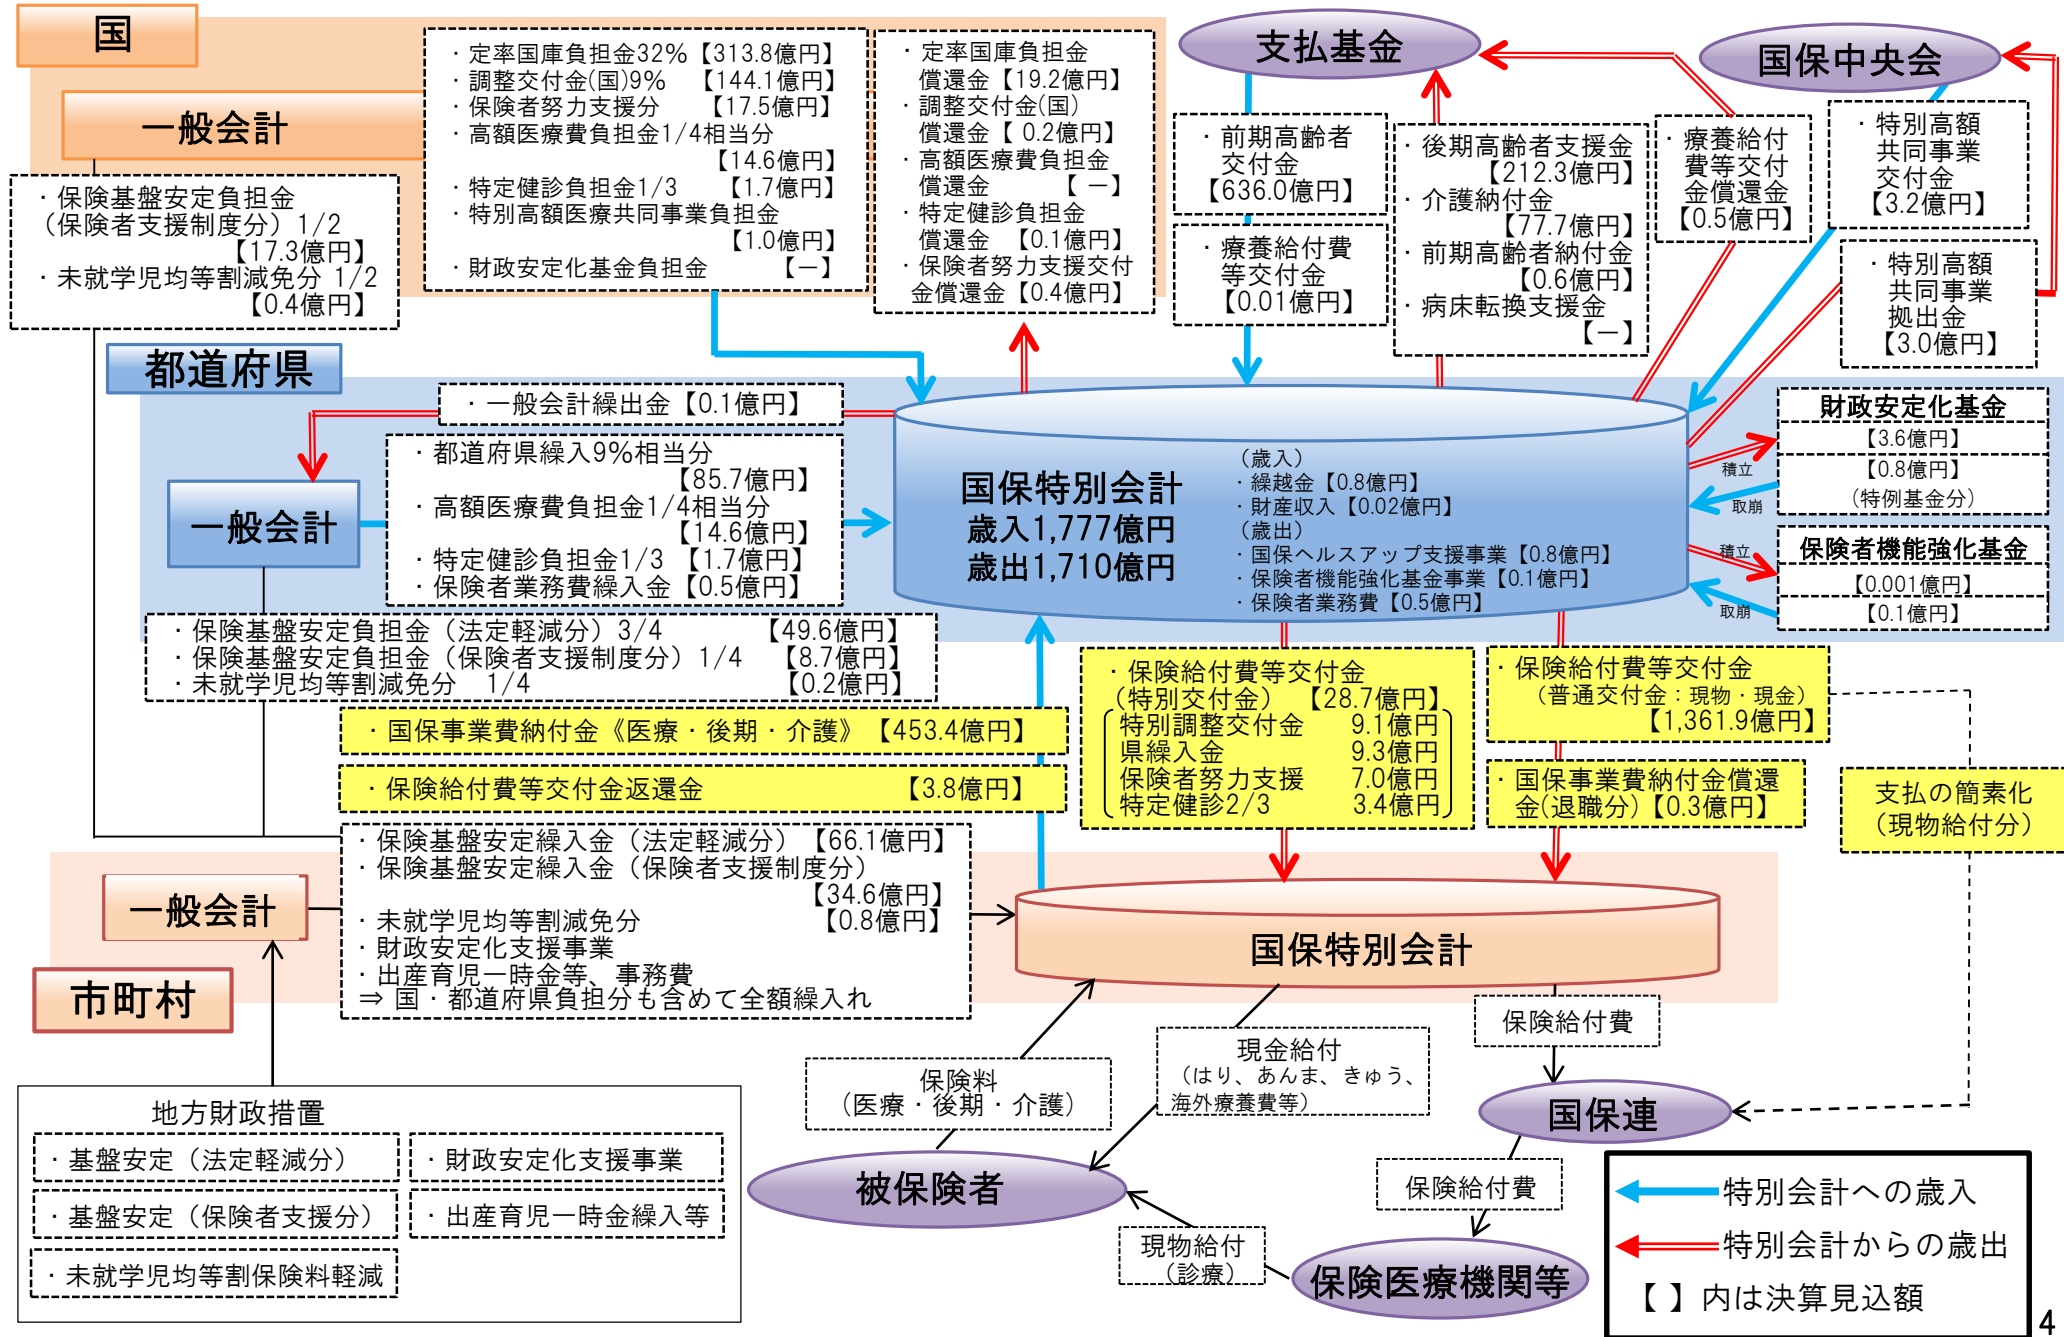 国
一般会計
・保険基盤安定負担金
(保険者支援制度分) 1/2
【17.3億円】
・未就学児均等割減免分 1/2
【0.4億円】
・定率国庫負担金32%【313.8億円】
・調整交付金(国)9% 【144.1億円】
・保険者努力支援分 【17.5億円】
・高額医療費負担金1/4相当分
【14.6億円】
・特定健診負担金1/3 【1.7億円】
・特別高額医療共同事業負担金
【1.0億円】
・財政安定化基金負担金 【－】
・定率国庫負担金
償還金【19.2億円】
・調整交付金(国)
償還金【 0.2億円】
・高額医療費負担金
償還金 【 －】
・特定健診負担金
償還金 【0.1億円】
・保険者努力支援交付
金償還金【0.4億円】
支払基金
・前期高齢者
交付金
【636.0億円】
・療養給付費
等交付金
【0.01億円】
・後期高齢者支援金
【212.3億円】
・介護納付金
【77.7億円】
・前期高齢者納付金
【0.6億円】
・病床転換支援金
【－】
・療養給付
費等交付
金償還金
【0.5億円】
国保中央会
・特別高額
共同事業
交付金
【3.2億円】
・特別高額
共同事業
拠出金
【3.0億円】
都道府県
・一般会計繰出金【0.1億円】
一般会計
・都道府県繰入9%相当分
【85.7億円】
・高額医療費負担金1/4相当分
【14.6億円】
・特定健診負担金1/3 【1.7億円】
・保険者業務費繰入金【0.5億円】
国保特別会計
歳入1,777億円
歳出1,710億円
(歳入)
・繰越金【0.8億円】
・財産収入【0.02億円】
(歳出)
・国保ヘルスアップ支援事業【0.8億円】
・保険者機能強化基金事業【0.1億円】
・保険者業務費【0.5億円】
財政安定化基金
【3.6億円】
【0.8億円】
(特例基金分)
積立
取崩
保険者機能強化基金
【0.001億円】
【0.1億円】
積立
取崩
・保険基盤安定負担金（法定軽減分）3/4 【49.6億円】
・保険基盤安定負担金（保険者支援制度分）1/4 【8.7億円】
・未就学児均等割減免分 1/4 【0.2億円】
・国保事業費納付金《医療・後期・介護》【453.4億円】
・保険給付費等交付金返還金 【3.8億円】
・保険給付費等交付金
(特別交付金) 【28.7億円】
特別調整交付金 9.1億円
県繰入金 9.3億円
保険者努力支援 7.0億円
特定健診2/3 3.4億円
・保険給付費等交付金
（普通交付金：現物・現金）
【1,361.9億円】
・国保事業費納付金償還
金(退職分)【0.3億円】
支払の簡素化
（現物給付分）
市町村
一般会計
・保険基盤安定繰入金（法定軽減分）【66.1億円】
・保険基盤安定繰入金（保険者支援制度分）
【34.6億円】
・未就学児均等割減免分 【0.8億円】
・財政安定化支援事業
・出産育児一時金等、事務費
⇒ 国・都道府県負担分も含めて全額繰入れ
国保特別会計
保険料
（医療・後期・介護）
現金給付
（はり、あんま、きゅう、
海外療養費等）
保険給付費
国保連
保険給付費
被保険者
現物給付
（診療）
保険医療機関等
地方財政措置
・基盤安定（法定軽減分）
・財政安定化支援事業
・基盤安定（保険者支援分）
・出産育児一時金繰入等
・未就学児均等割保険料軽減
特別会計への歳入
特別会計からの歳出
【 】内は決算見込額
4